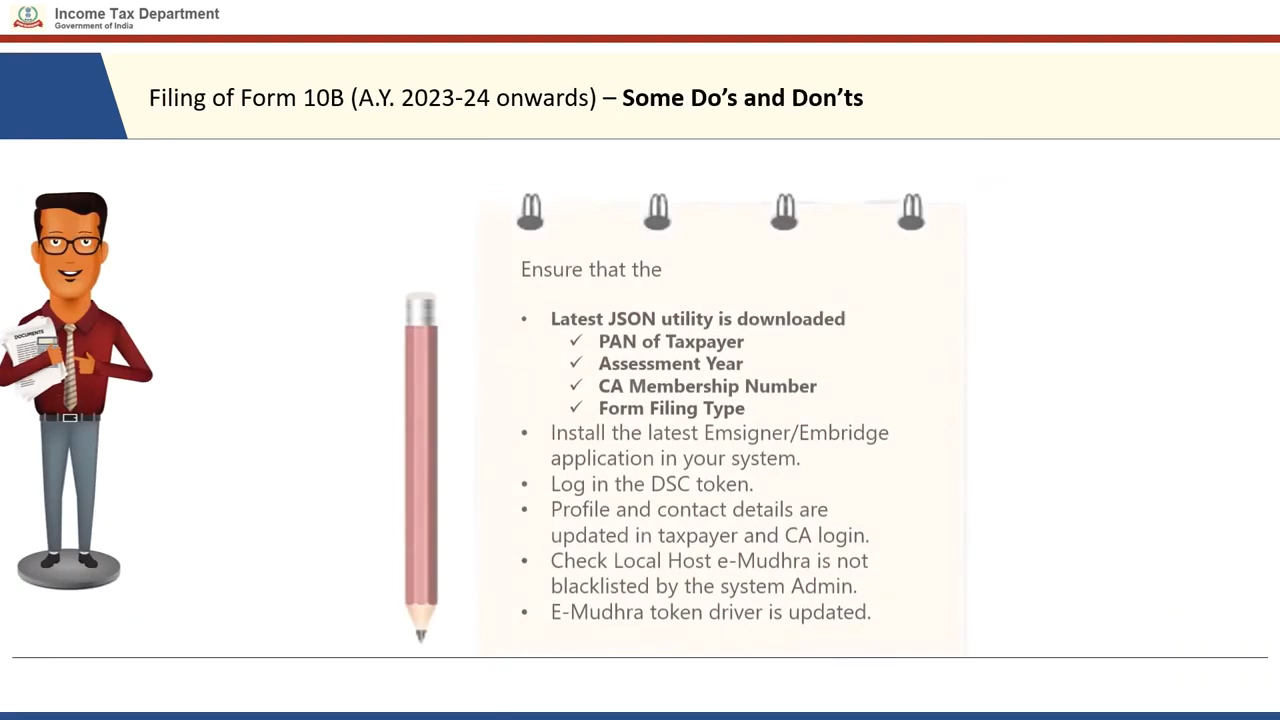 Income Tax Department
Government of India
Filing of Form 10B (A.Y. 2023-24 onwards) – Some Do's and Don'ts
DOCUMENTS
Ensure that the
• Latest JSON utility is downloaded
✓ PAN of Taxpayer
✓ Assessment Year
✓ CA Membership Number
✓ Form Filing Type
• Install the latest Emsigner/Embridge
application in your system.
• Log in the DSC token.
• Profile and contact details are
updated in taxpayer and CA login.
• Check Local Host e-Mudhra is not
blacklisted by the system Admin.
• E-Mudhra token driver is updated.